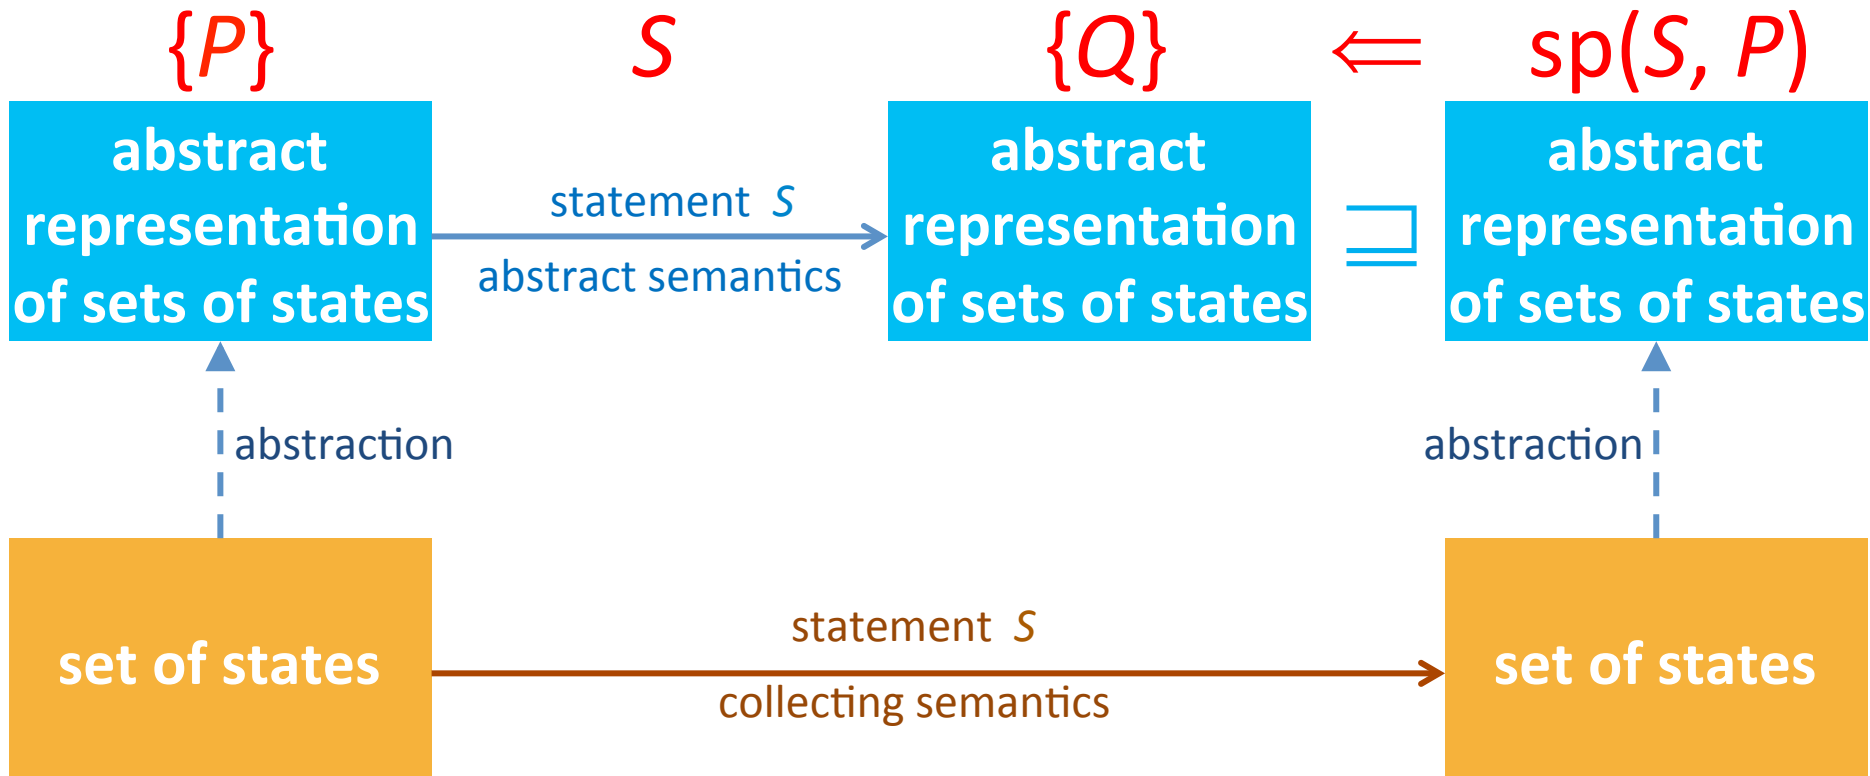 {P} S {Q} ⟸ sp(S, P)
abstract
representation
of sets of states
statement S
abstract semantics
abstract
representation
of sets of states
⊒
abstract
representation
of sets of states
abstraction
abstraction
set of states
statement S
collecting semantics
set of states